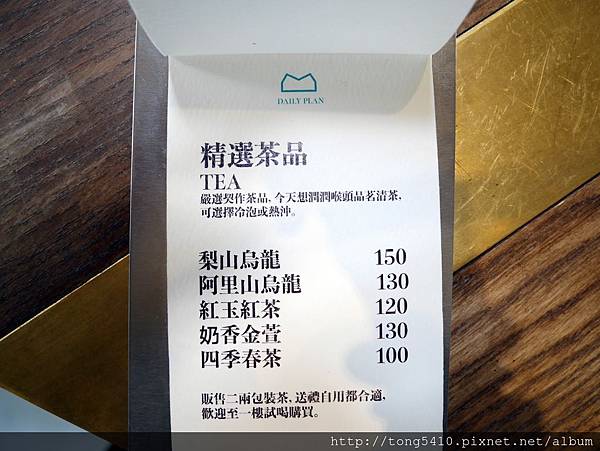 DAILY PLAN
精選茶品
TEA
嚴選契作茶品，今天想潤潤喉頭品茗清茶，
可選擇冷泡或熱沖。
梨山烏龍 150
阿里山烏龍 130
紅玉紅茶 120
奶香金萱 130
四季春茶 100
販售二兩包裝茶，送禮自用都合適，
歡迎至一樓試喝購買。
http://tong5410.pixnet.net/album